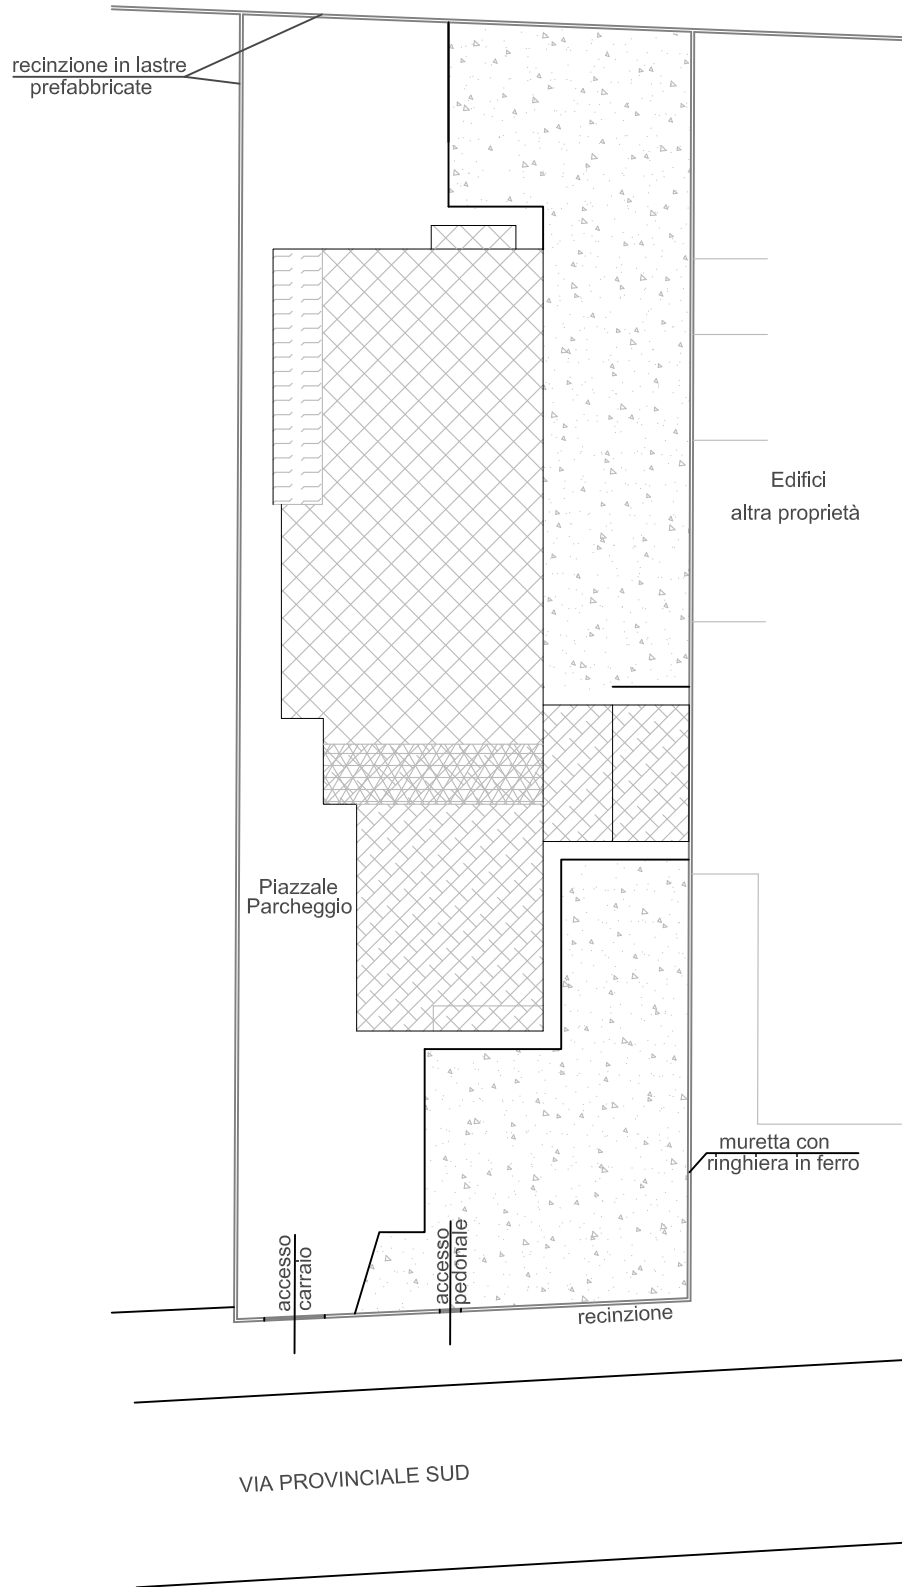 recinzione in lastre
prefabbricate
Edifici
altra proprietà
Piazzale
Parcheggio
muretta con
ringhiera in ferro
accesso
carraio
accesso
pedonale
recinzione
VIA PROVINCIALE SUD